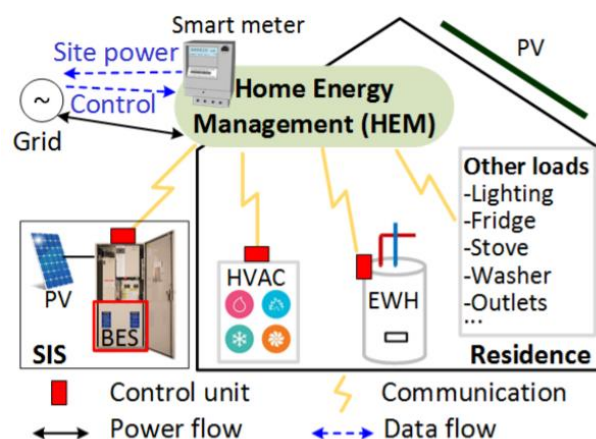 Smart meter
Site power
Control
~
Grid
Home Energy
Management (HEM)
PV
Other loads
-Lighting
-Fridge
-Stove
-Washer
-Outlets
...
PV
BES
SIS
HVAC
EWH
Residence
Control unit
Communication
Power flow
Data flow